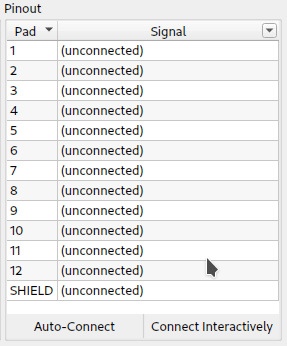 Pinout
Pad Signal
1 (unconnected)
2 (unconnected)
3 (unconnected)
4 (unconnected)
5 (unconnected)
6 (unconnected)
7 (unconnected)
8 (unconnected)
9 (unconnected)
10 (unconnected)
11 (unconnected)
12 (unconnected)
SHIELD (unconnected)
Auto-Connect Connect Interactively